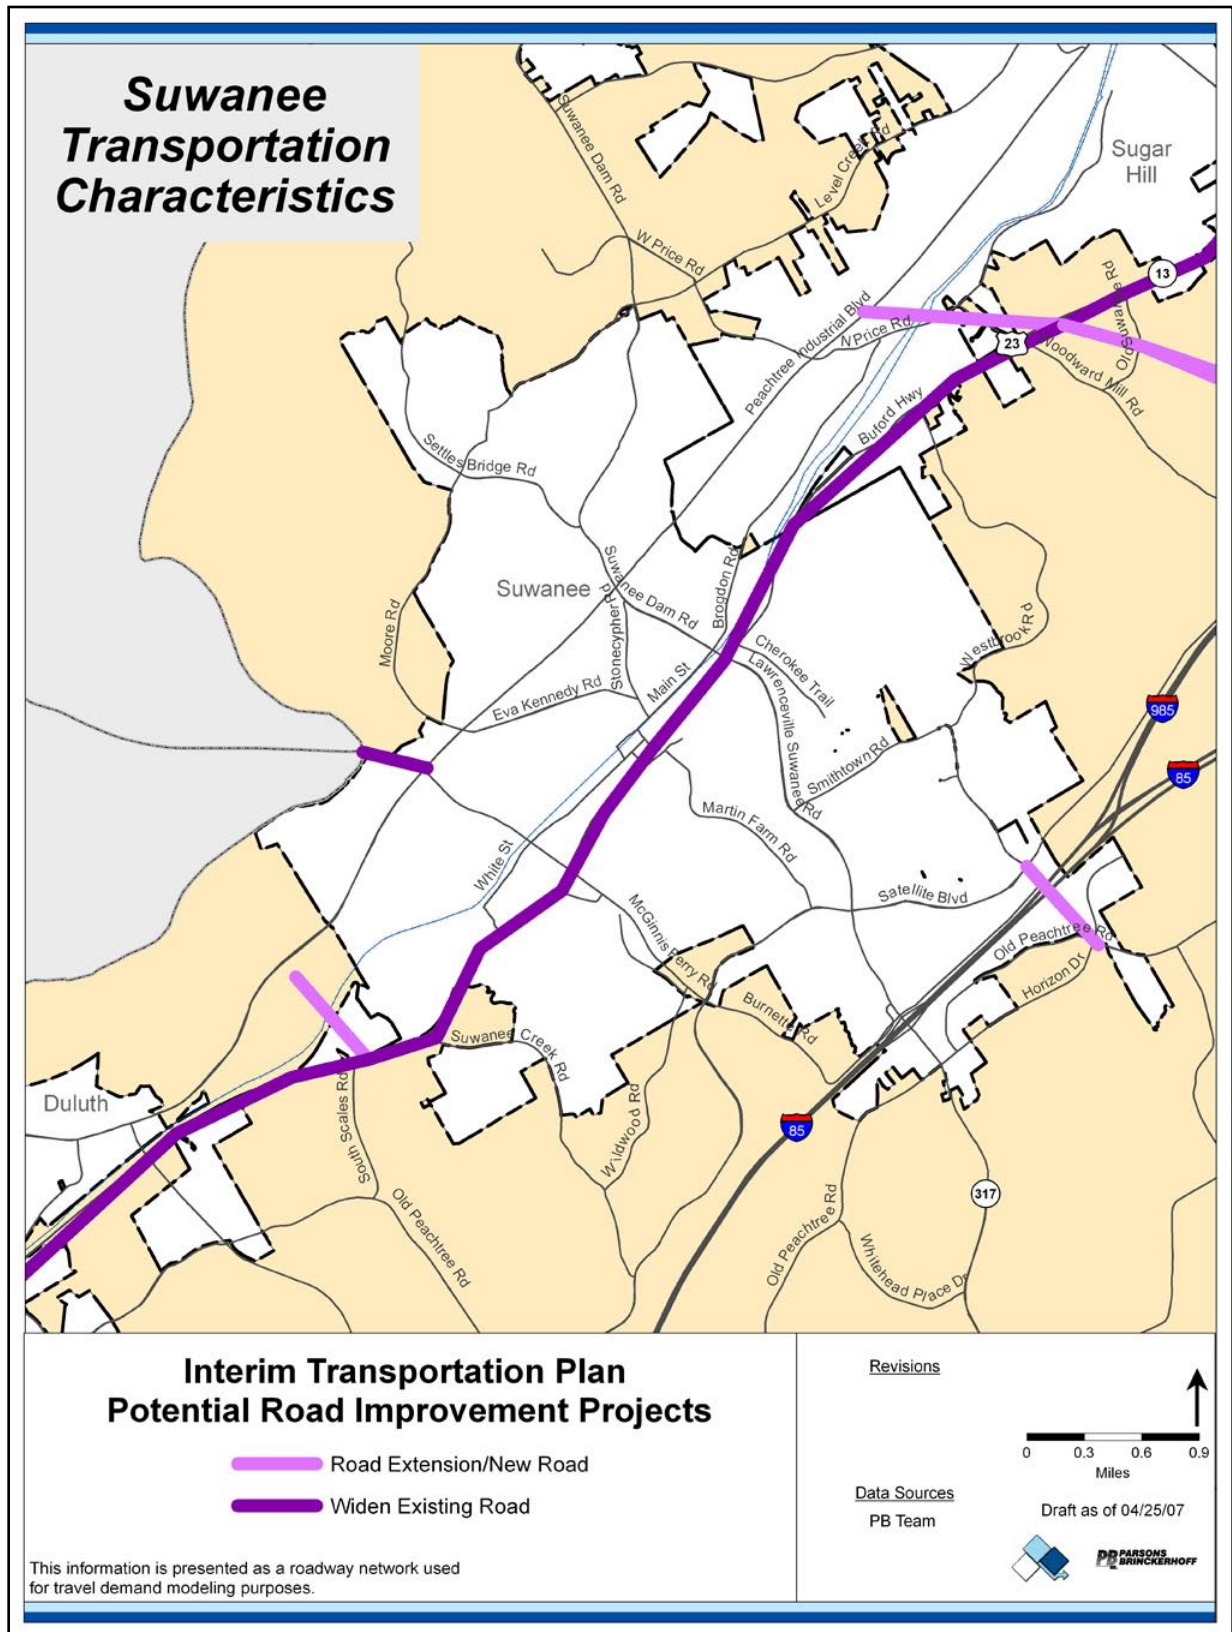 Suwanee
Transportation
Characteristics
Sugar
Hill
Suwanee Dam Rd
Level Creek Rd
W Price Rd
13
Old Suwanee Rd
Peachtree Industrial Blvd
N Price Rd
23
Woodward Mill Rd
Buford Hwy
Settles Bridge Rd
Suwanee
Suwanee Dam Rd
Brogdon Rd
Stonecypher Rd
Moore Rd
Westbrook Rd
Cherokee Trail
Main St
Lawrenceville Suwanee Rd
Eva Kennedy Rd
985
Smithtown Rd
85
Martin Farm Rd
White St
Satellite Blvd
McGinnis Ferry Rd
Old Peachtree Rd
Horizon Dr
Burnette Rd
Suwanee Creek Rd
Duluth
South Scales Rd
Wildwood Rd
85
317
Old Peachtree Rd
Old Peachtree Rd
Whitehead Place Dr
Interim Transportation Plan
Potential Road Improvement Projects
Road Extension/New Road
Widen Existing Road
This information is presented as a roadway network used
for travel demand modeling purposes.
Revisions
0 0.3 0.6 0.9
Miles
Data Sources
PB Team
Draft as of 04/25/07
PB PARSONS
BRINCKERHOFF